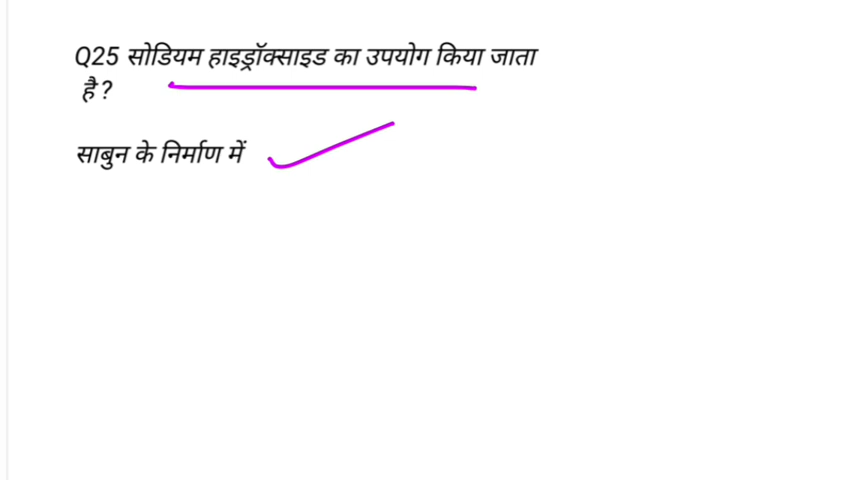 Q25 सोडियम हाइड्रॉक्साइड का उपयोग किया जाता
है?
साबुन के निर्माण में